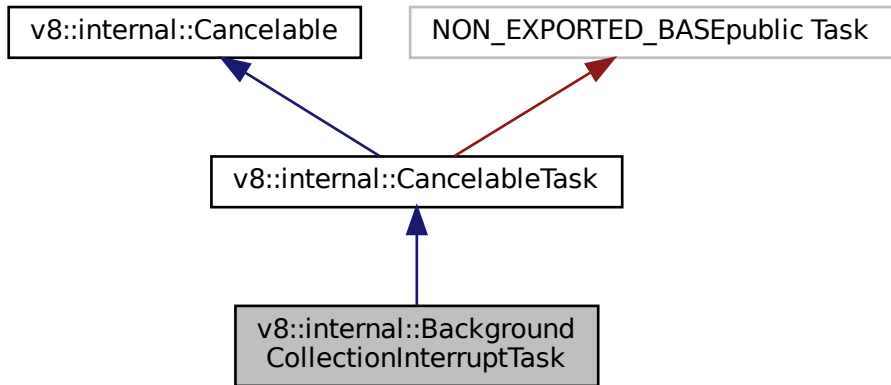 v8::internal::Cancelable
NON_EXPORTED_BASEpublic Task
v8::internal::CancelableTask
v8::internal::Background
CollectionInterruptTask